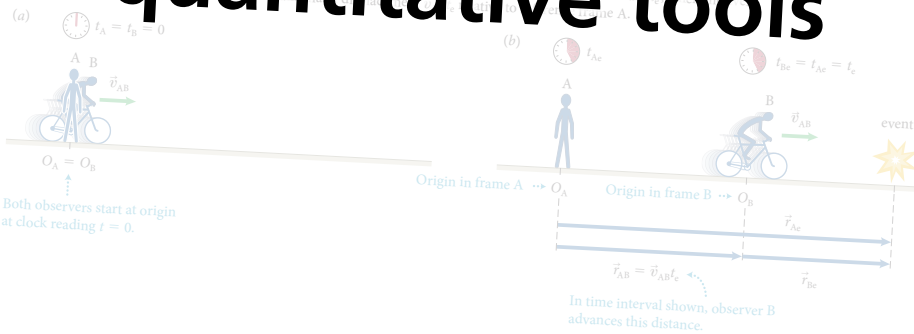 quantitative tools
(a)
t_A = t_B = 0
A B
v⃗_AB
O_A = O_B
Both observers start at origin
at clock reading t = 0.
(b)
t_Ae
t_Be = t_Ae = t_e
A
B
v⃗_AB
event
Origin in frame A
O_A
Origin in frame B
O_B
r⃗_Ae
r⃗_AB = v⃗_AB t_e
r⃗_Be
In time interval shown, observer B
advances this distance.